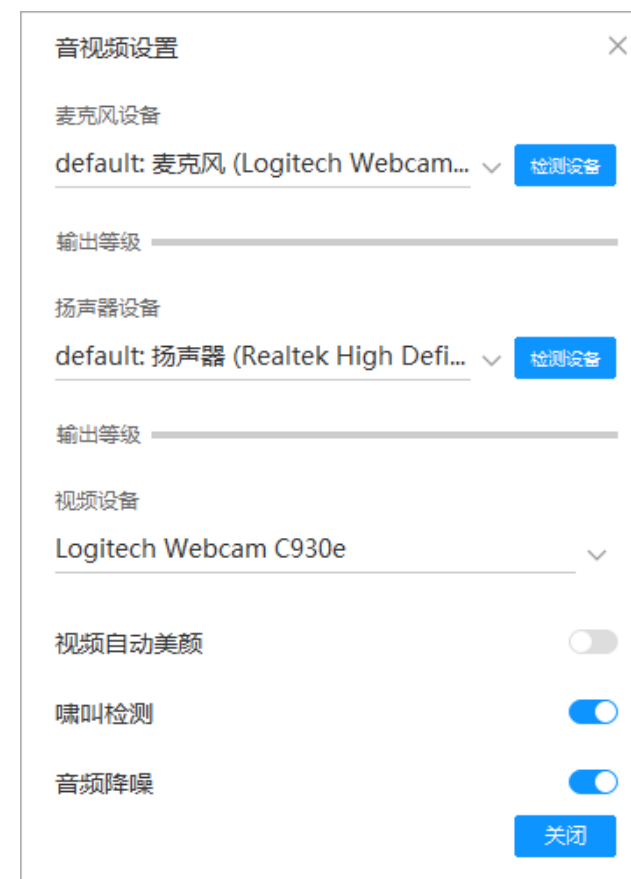 音视频设置
麦克风设备
default: 麦克风 (Logitech Webcam...
检测设备
输出等级
扬声器设备
default: 扬声器 (Realtek High Defi...
检测设备
输出等级
视频设备
Logitech Webcam C930e
视频自动美颜
啸叫检测
音频降噪
关闭